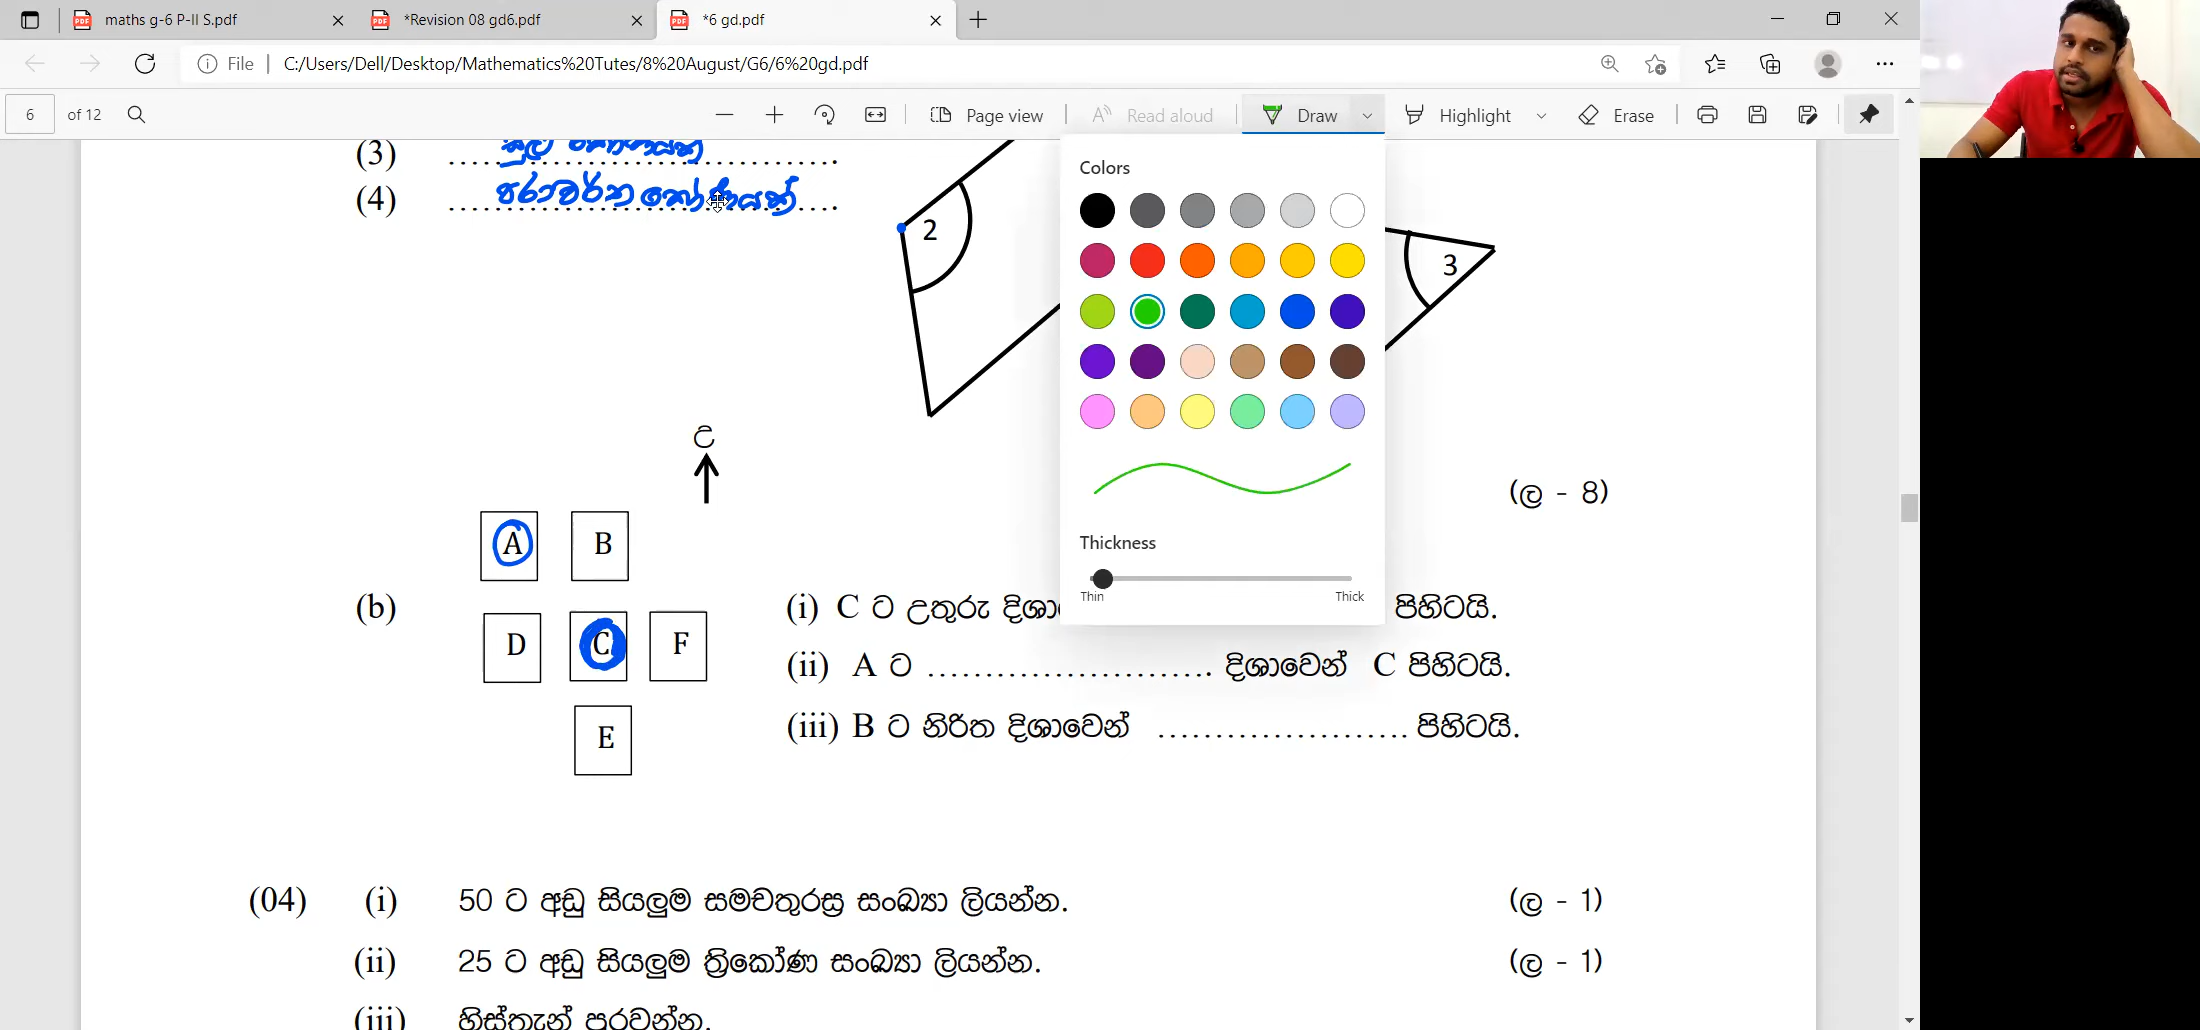 maths g-6 P-II S.pdf
*Revision 08 gd6.pdf
*6 gd.pdf
File
C:/Users/Dell/Desktop/Mathematics%20Tutes/8%20August/G6/6%20gd.pdf
6 of 12
Page view
Read aloud
Draw
Highlight
Erase
Colors
Thickness
Thin
Thick
(3)
(4) පරාවර්ත කෝණයක්
2
3
උ
(ල - 8)
A B
(b) D C F
E
(i) C ට උතුරු පිහිටයි.
(ii) A ට ........................ දිශාවෙන් C පිහිටයි.
(iii) B ට නිරිත දිශාවෙන් ...................... පිහිටයි.
(04) (i) 50 ට අඩු සියලුම සමචතුරස්‍ර සංඛ්‍යා ලියන්න. (ල - 1)
(ii) 25 ට අඩු සියලුම ත්‍රිකෝණ සංඛ්‍යා ලියන්න. (ල - 1)
(iii) හිස්තැන් පුරවන්න.